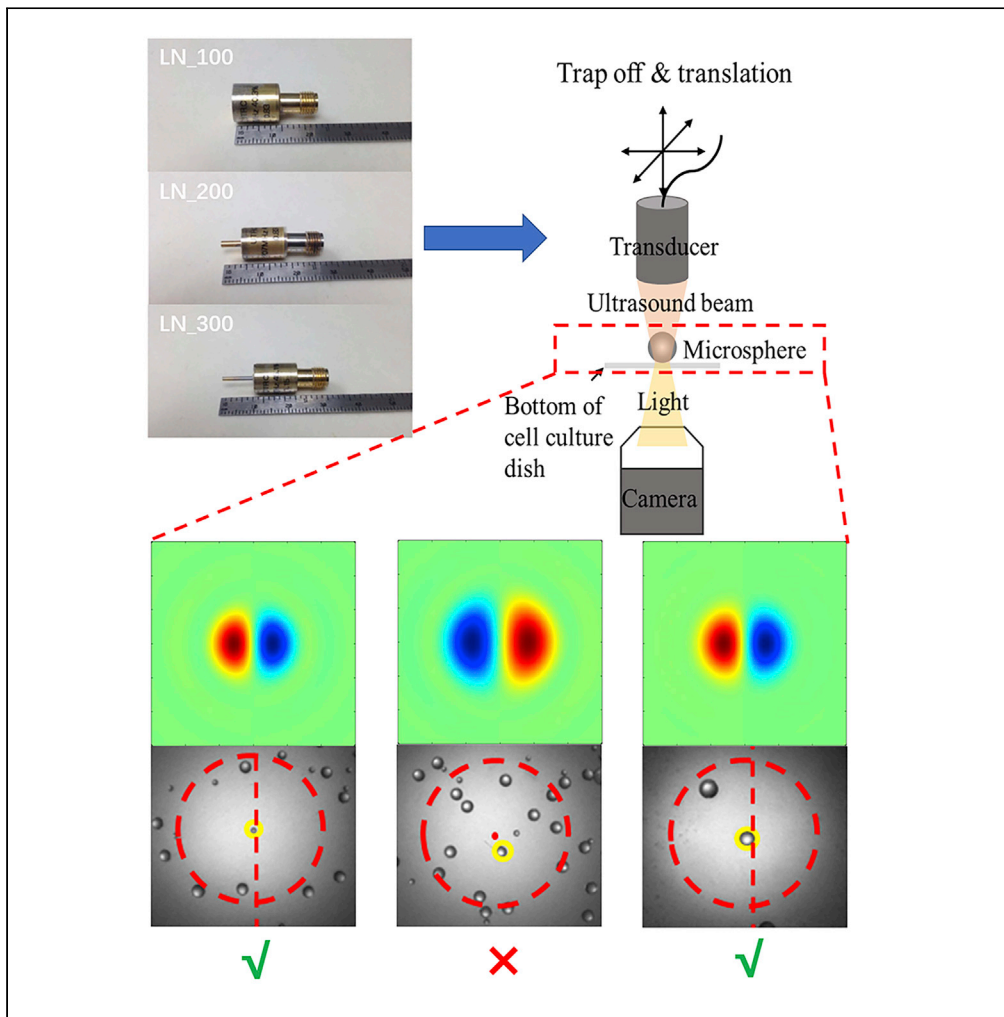 LN_100
LN_200
LN_300
Trap off & translation
Transducer
Ultrasound beam
Microsphere
Bottom of
cell culture
dish
Light
Camera
√
×
√